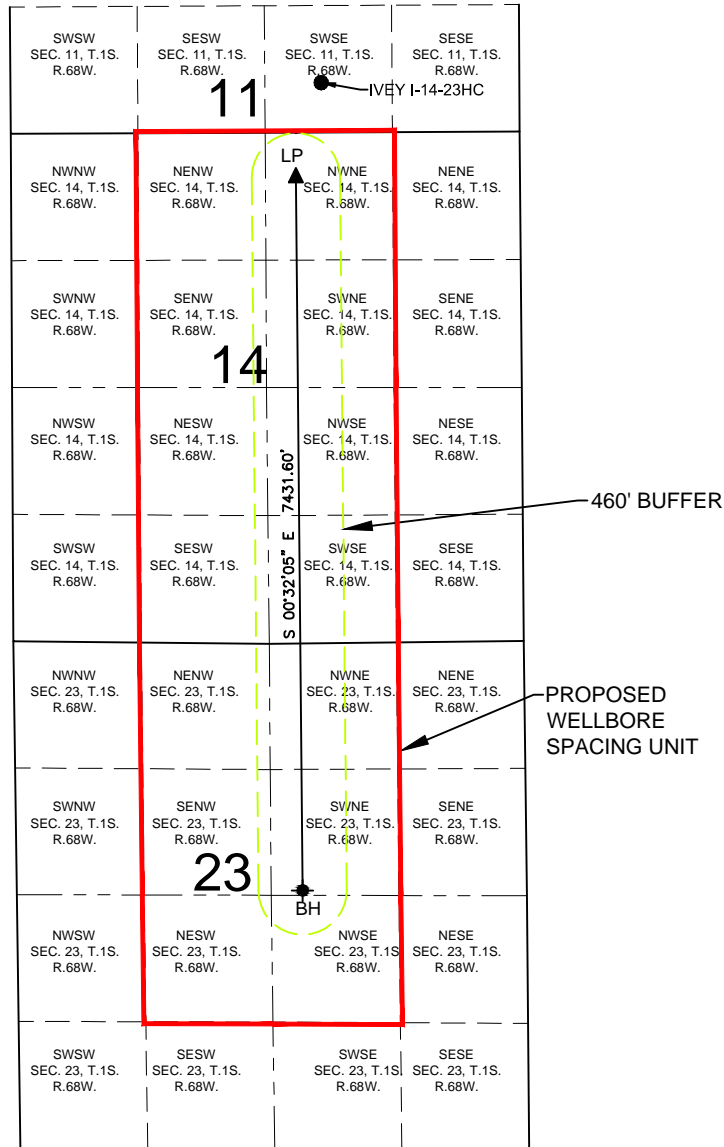 SWSW
SEC. 11, T.1S.
R.68W.
SESW
SEC. 11, T.1S.
R.68W.
SWSE
SEC. 11, T.1S.
R.68W.
SESE
SEC. 11, T.1S.
R.68W.
11
IVEY I-14-23HC
LP
NWNW
SEC. 14, T.1S.
R.68W.
NENW
SEC. 14, T.1S.
R.68W.
NWNE
SEC. 14, T.1S.
R.68W.
NENE
SEC. 14, T.1S.
R.68W.
SWNW
SEC. 14, T.1S.
R.68W.
SENW
SEC. 14, T.1S.
R.68W.
SWNE
SEC. 14, T.1S.
R.68W.
SENE
SEC. 14, T.1S.
R.68W.
14
NWSW
SEC. 14, T.1S.
R.68W.
NESW
SEC. 14, T.1S.
R.68W.
NWSE
SEC. 14, T.1S.
R.68W.
NESE
SEC. 14, T.1S.
R.68W.
S 00°32'05" E 7431.60'
460' BUFFER
SWSW
SEC. 14, T.1S.
R.68W.
SESW
SEC. 14, T.1S.
R.68W.
SWSE
SEC. 14, T.1S.
R.68W.
SESE
SEC. 14, T.1S.
R.68W.
NWNW
SEC. 23, T.1S.
R.68W.
NENW
SEC. 23, T.1S.
R.68W.
NWNE
SEC. 23, T.1S.
R.68W.
NENE
SEC. 23, T.1S.
R.68W.
PROPOSED
WELLBORE
SPACING UNIT
SWNW
SEC. 23, T.1S.
R.68W.
SENW
SEC. 23, T.1S.
R.68W.
SWNE
SEC. 23, T.1S.
R.68W.
SENE
SEC. 23, T.1S.
R.68W.
23
BH
NWSW
SEC. 23, T.1S.
R.68W.
NESW
SEC. 23, T.1S.
R.68W.
NWSE
SEC. 23, T.1S
R.68W.
NESE
SEC. 23, T.1S.
R.68W.
SWSW
SEC. 23, T.1S.
R.68W.
SESW
SEC. 23, T.1S.
R.68W.
SWSE
SEC. 23, T.1S.
R.68W.
SESE
SEC. 23, T.1S.
R.68W.